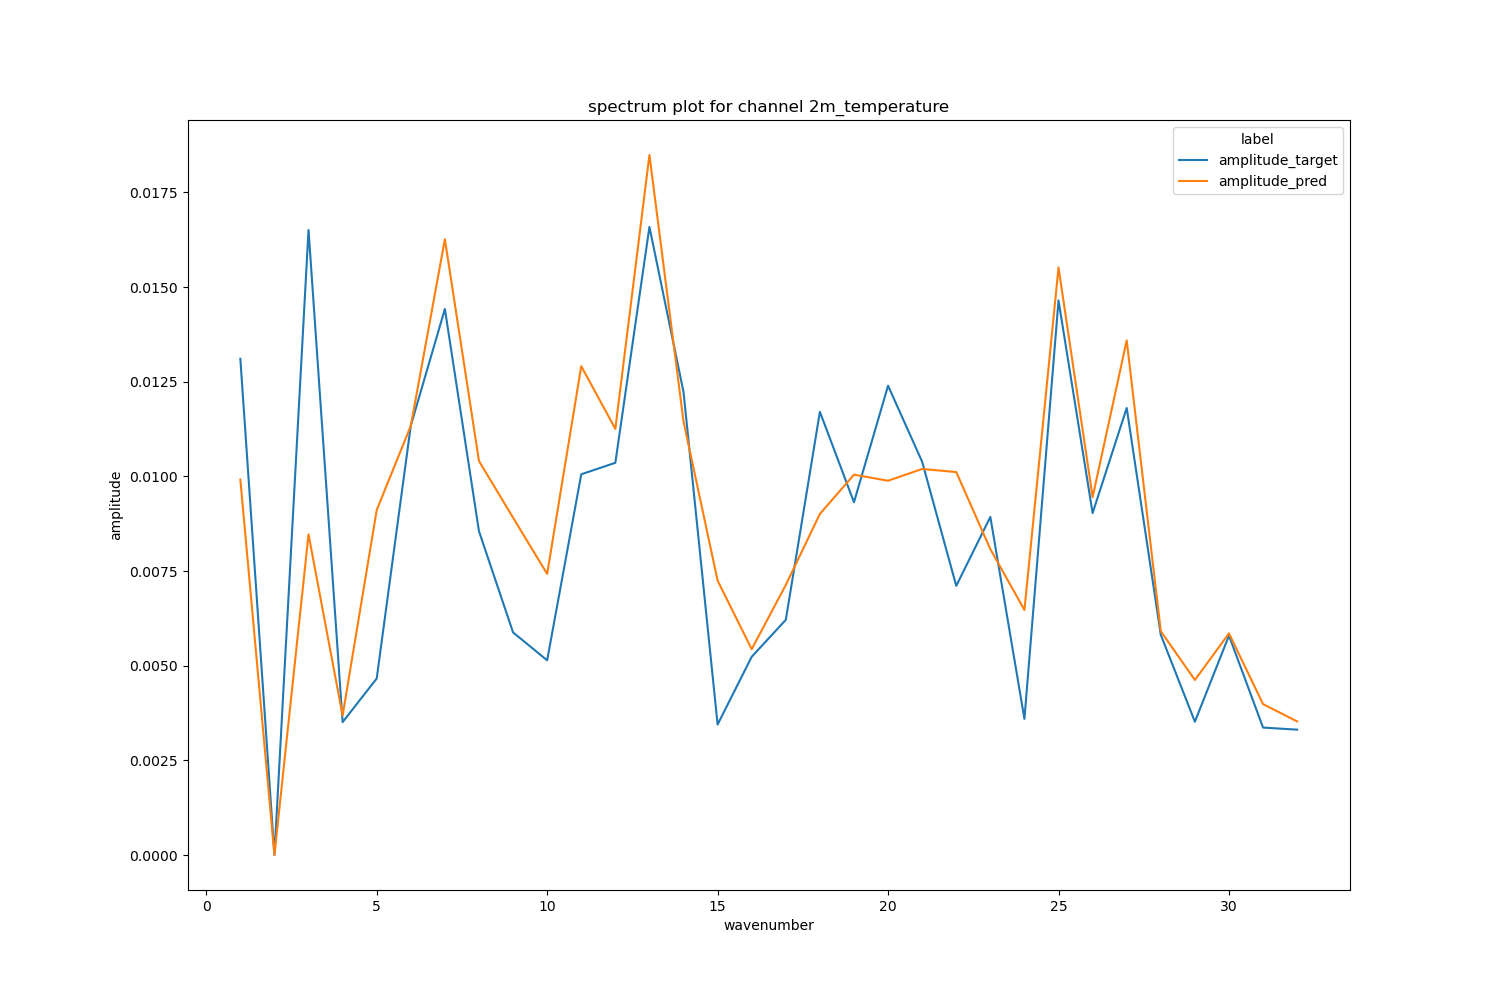 spectrum plot for channel 2m_temperature
label
amplitude_target
amplitude_pred
0.0175
0.0150
0.0125
0.0100
0.0075
0.0050
0.0025
0.0000
amplitude
0 5 10 15 20 25 30
wavenumber